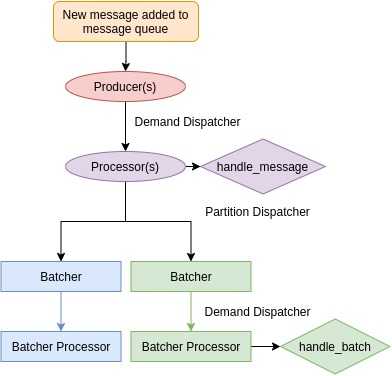 New message added to
message queue
Producer(s)
Demand Dispatcher
Processor(s)
handle_message
Partition Dispatcher
Batcher
Batcher
Demand Dispatcher
Batcher Processor
Batcher Processor
handle_batch